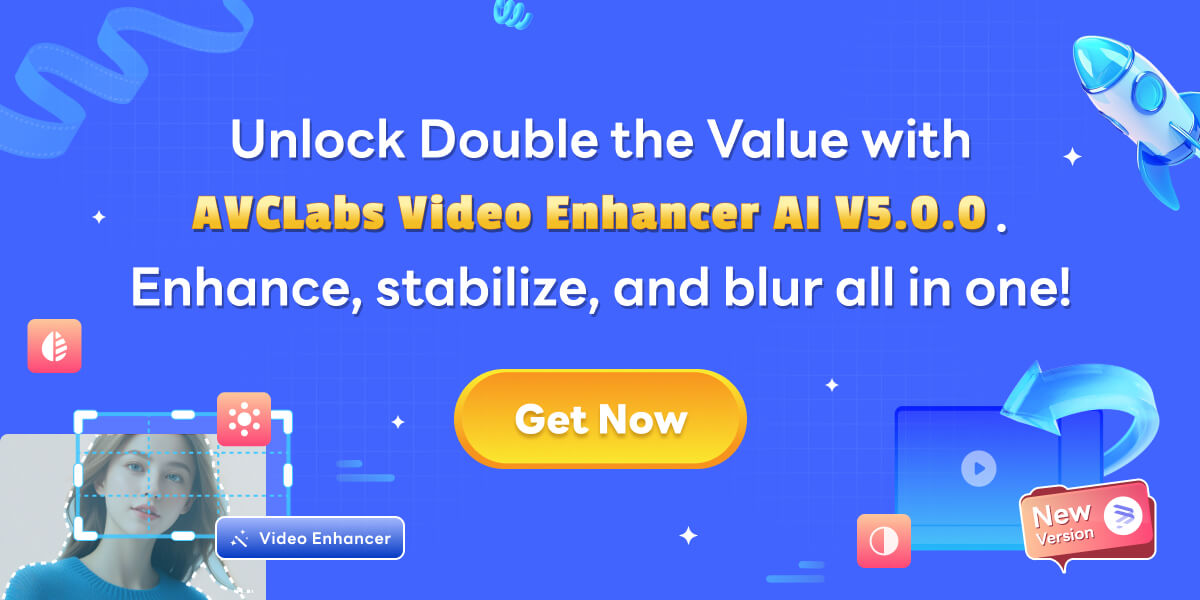 Unlock Double the Value with
AVCLabs Video Enhancer AI V5.0.0.
Enhance, stabilize, and blur all in one!
Get Now
Video Enhancer
New
Version